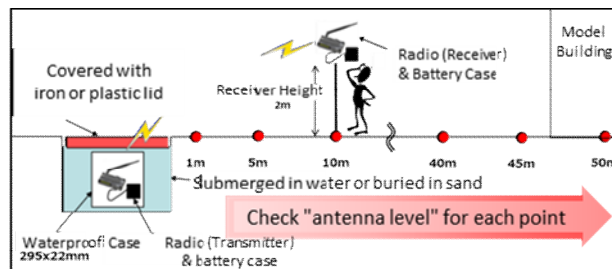 Model
Building
Radio (Receiver)
& Battery Case
Covered with
iron or plastic lid
Receiver Height
2m
1m
5m
10m
40m
45m
50m
Submerged in water or buried in sand
Check "antenna level" for each point
Waterproof Case
295x22mm
Radio (Transmitter)
& battery case